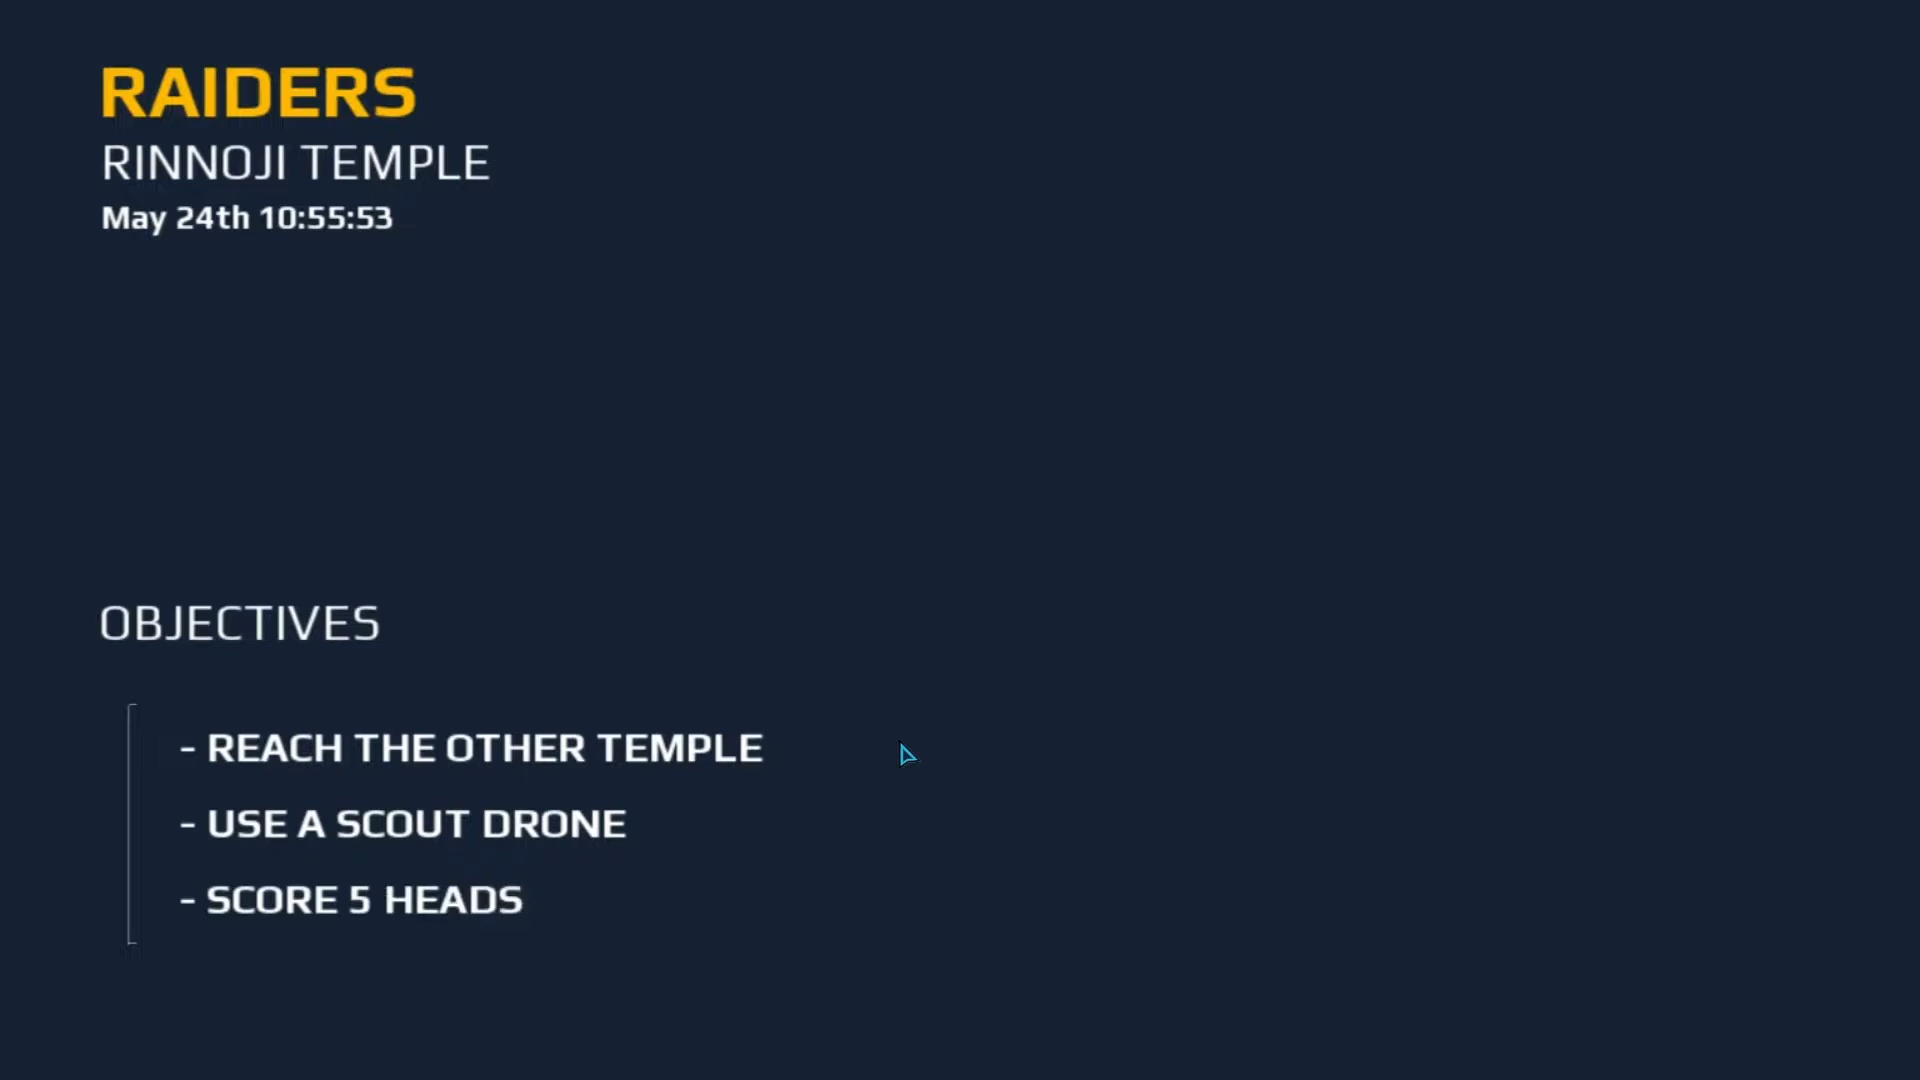 RAIDERS
RINNOJI TEMPLE
May 24th 10:55:53
OBJECTIVES
- REACH THE OTHER TEMPLE
- USE A SCOUT DRONE
- SCORE 5 HEADS